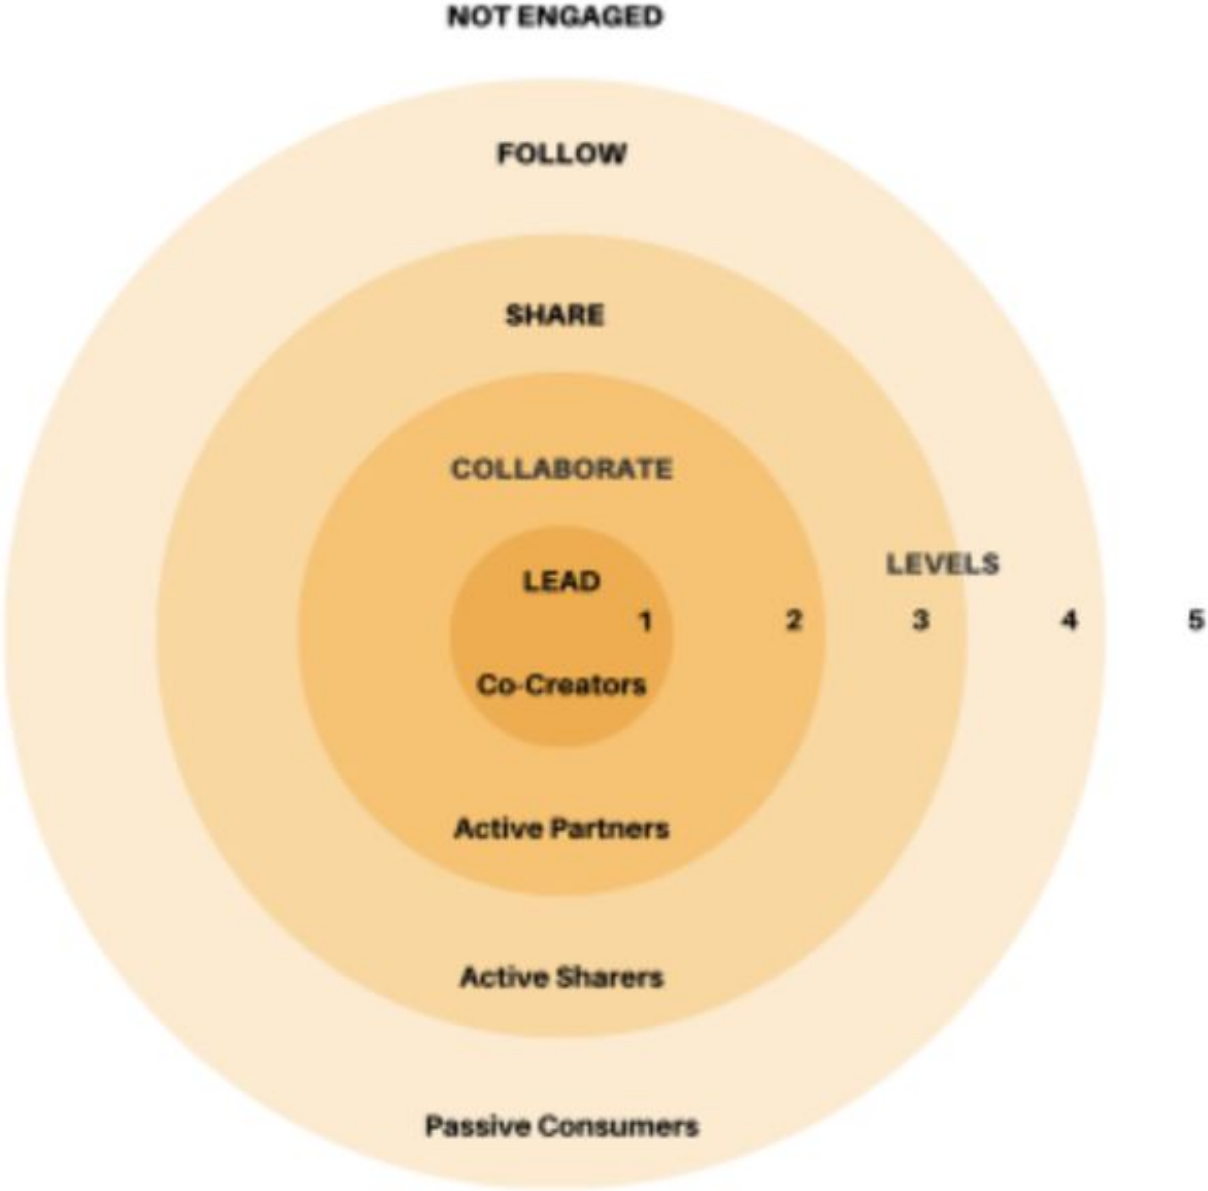 NOT ENGAGED
FOLLOW
SHARE
COLLABORATE
LEVELS
LEAD
1 2 3 4 5
Co-Creators
Active Partners
Active Sharers
Passive Consumers